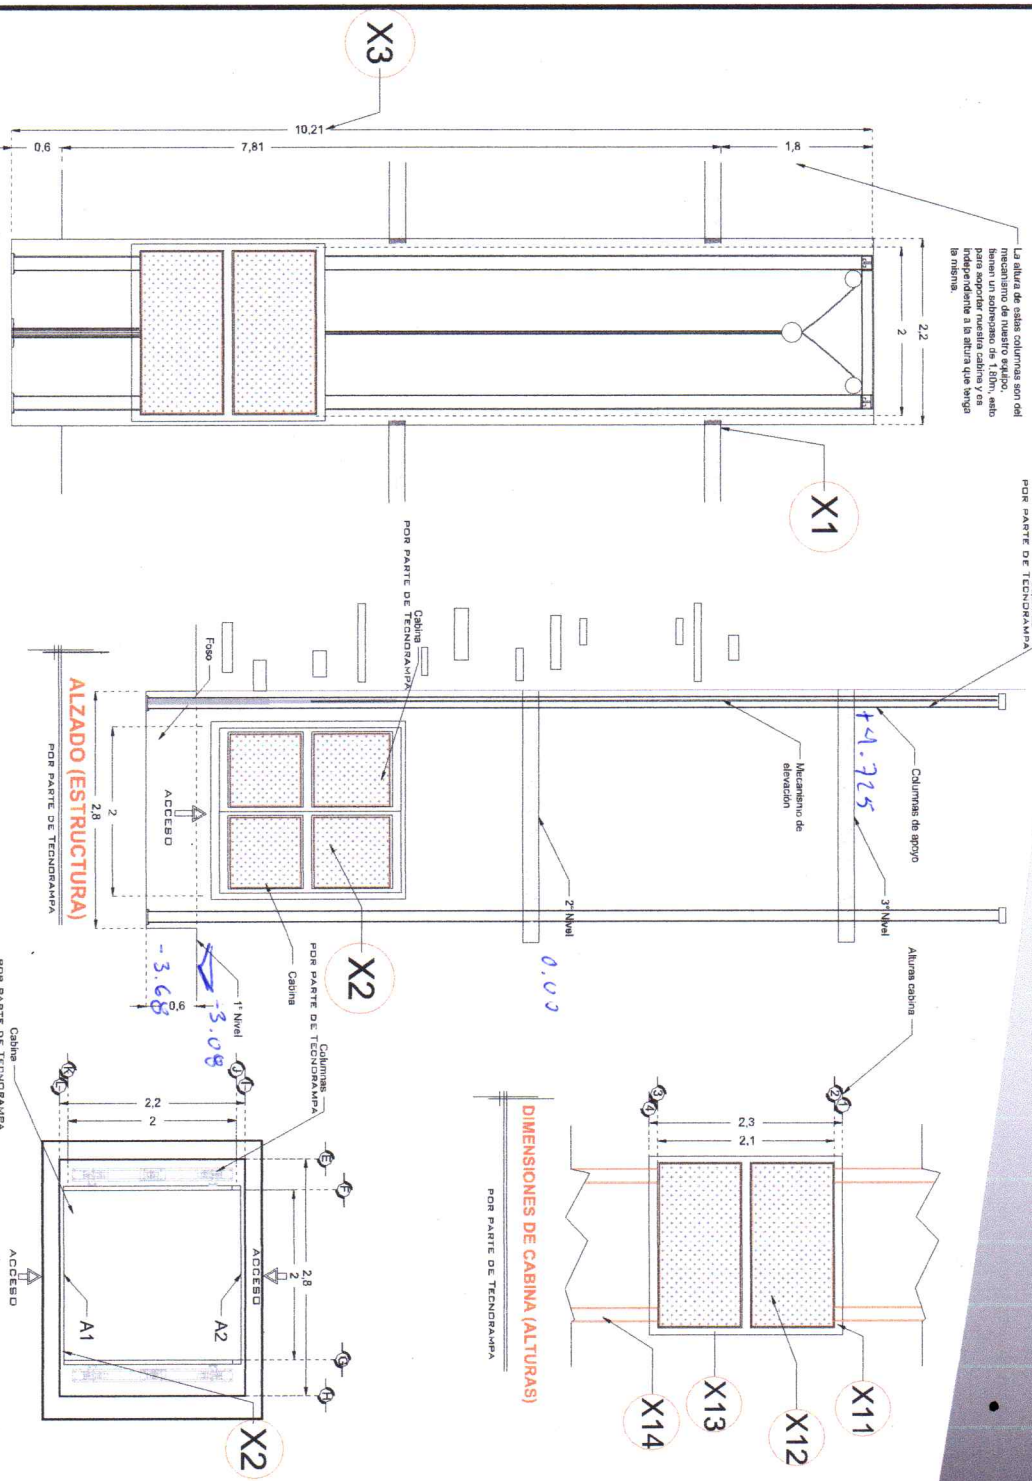 X3
10,21
0,6
7,81
1,8
La altura de estas columnas son del
mecanismo de nuestro equipo,
tienen un sobrepaso de 1.80m, esto
para soportar nuestra cabina y es
independiente a la altura que tenga
la misma.
2,2
2
X1
POR PARTE DE TECNORAMPA
Columnas de apoyo
+4.725
Mecanismo de
elevación
3° Nivel
2° Nivel
0.00
Cabina
POR PARTE DE TECNORAMPA
Foso
ACCESO
2
2,8
X2
Cabina
1° Nivel
-3.08
0,6
-3.68
ALZADO (ESTRUCTURA)
POR PARTE DE TECNORAMPA
Alturas cabina
1
2
3
4
2,3
2,1
X11
X12
X13
X14
DIMENSIONES DE CABINA (ALTURAS)
POR PARTE DE TECNORAMPA
Columnas
POR PARTE DE TECNORAMPA
I
J
K
L
2,2
2
E
F
G
H
2,8
2
ACCESO
A2
A1
ACCESO
X2
Cabina
POR PARTE DE TECNORAMPA